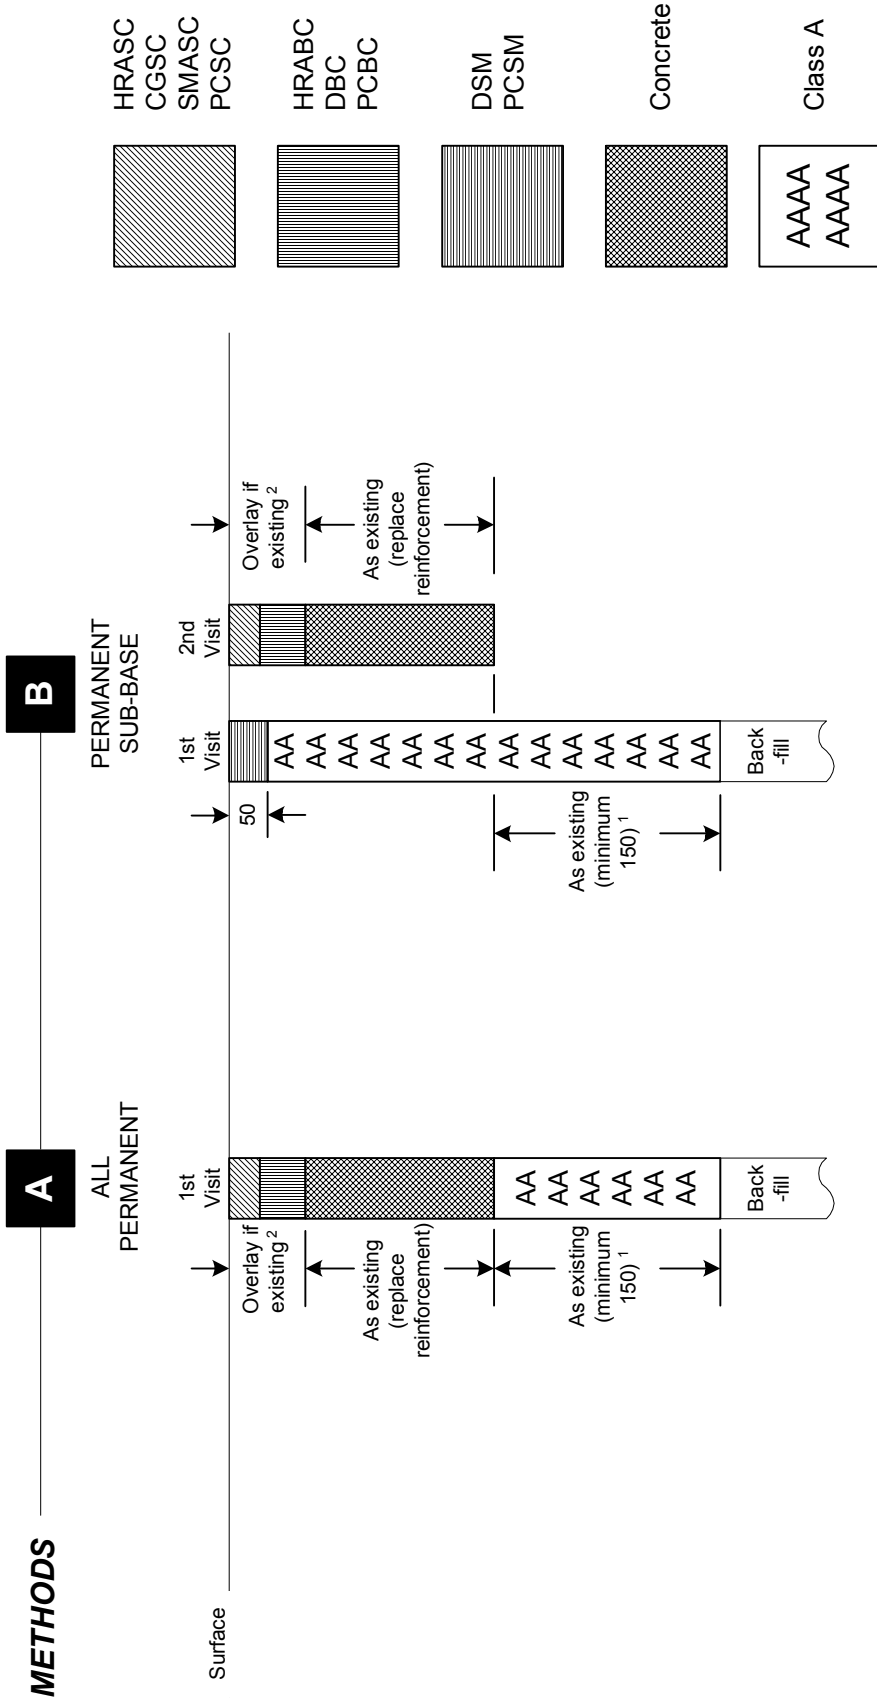 METHODS
A
B
ALL
PERMANENT
PERMANENT
SUB-BASE
1st
Visit
1st
Visit
2nd
Visit
Surface
Overlay if
existing 2
As existing
(replace
reinforcement)
As existing
(minimum
150) 1
AA
AA
AA
AA
AA
AA
Back
-fill
50
As existing
(minimum
150) 1
AA
AA
AA
AA
AA
AA
AA
AA
AA
AA
AA
AA
AA
AA
Back
-fill
Overlay if
existing 2
As existing
(replace
reinforcement)
HRASC
CGSC
SMASC
PCSC
HRABC
DBC
PCBC
DSM
PCSM
Concrete
AAAA
AAAA
Class A